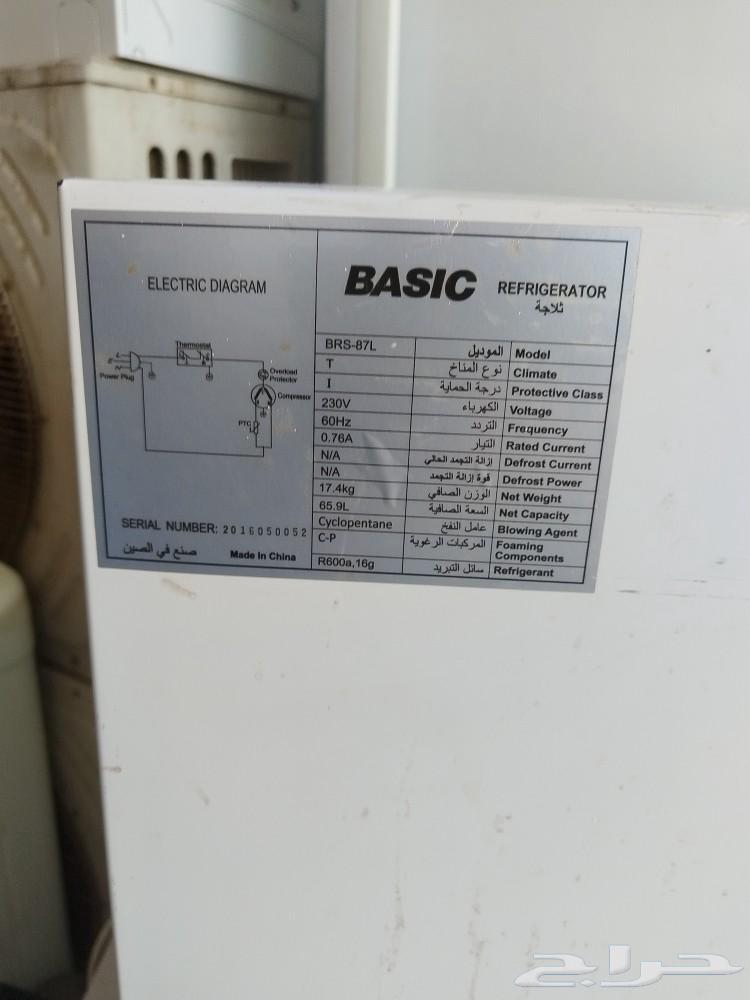 ELECTRIC DIAGRAM
Thermostat
Power Plug
Overload
Protector
Compressor
PTC
SERIAL NUMBER: 2016050052
صنع في الصين Made in China
BASIC REFRIGERATOR
ثلاجة
BRS-87L الموديل Model
T نوع المناخ Climate
I درجة الحماية Protective Class
230V الكهرباء Voltage
60Hz التردد Frequency
0.76A التيار Rated Current
N/A إزالة التجمد الحالي Defrost Current
N/A قوة إزالة التجمد Defrost Power
17.4kg الوزن الصافي Net Weight
65.9L السعة الصافية Net Capacity
Cyclopentane عامل النفخ Blowing Agent
C-P المركبات الرغوية Foaming Components
R600a,16g سائل التبريد Refrigerant
حراج